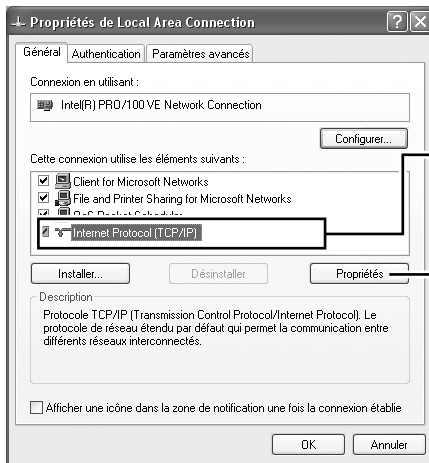 Propriétés de Local Area Connection
Général Authentication Paramètres avancés
Connexion en utilisant :
Intel(R) PRO/100 VE Network Connection
Configurer...
Cette connexion utilise les éléments suivants :
Client for Microsoft Networks
File and Printer Sharing for Microsoft Networks
QoS Packet Scheduler
Internet Protocol (TCP/IP)
Installer... Désinstaller Propriétés
Description
Protocole TCP/IP (Transmission Control Protocol/Internet Protocol). Le
protocole de réseau étendu par défaut qui permet la communication entre
différents réseaux interconnectés.
Afficher une icône dans la zone de notification une fois la connexion établie
OK Annuler